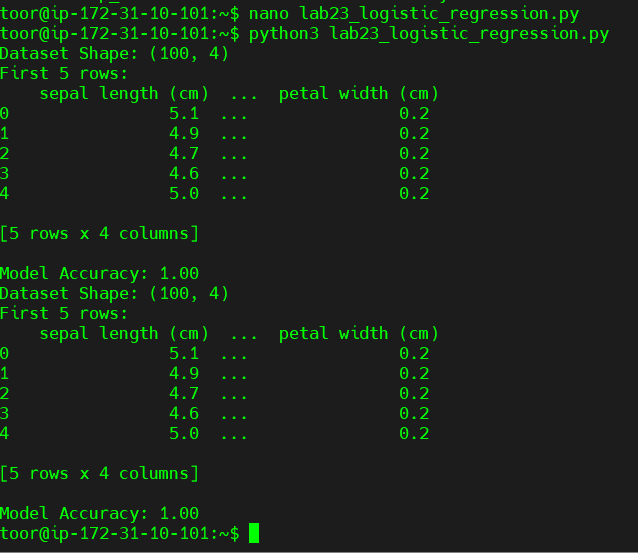 toor@ip-172-31-10-101:~$ nano lab23_logistic_regression.py
toor@ip-172-31-10-101:~$ python3 lab23_logistic_regression.py
Dataset Shape: (100, 4)
First 5 rows:
    sepal length (cm)  ...  petal width (cm)
0                5.1  ...               0.2
1                4.9  ...               0.2
2                4.7  ...               0.2
3                4.6  ...               0.2
4                5.0  ...               0.2

[5 rows x 4 columns]

Model Accuracy: 1.00
Dataset Shape: (100, 4)
First 5 rows:
    sepal length (cm)  ...  petal width (cm)
0                5.1  ...               0.2
1                4.9  ...               0.2
2                4.7  ...               0.2
3                4.6  ...               0.2
4                5.0  ...               0.2

[5 rows x 4 columns]

Model Accuracy: 1.00
toor@ip-172-31-10-101:~$